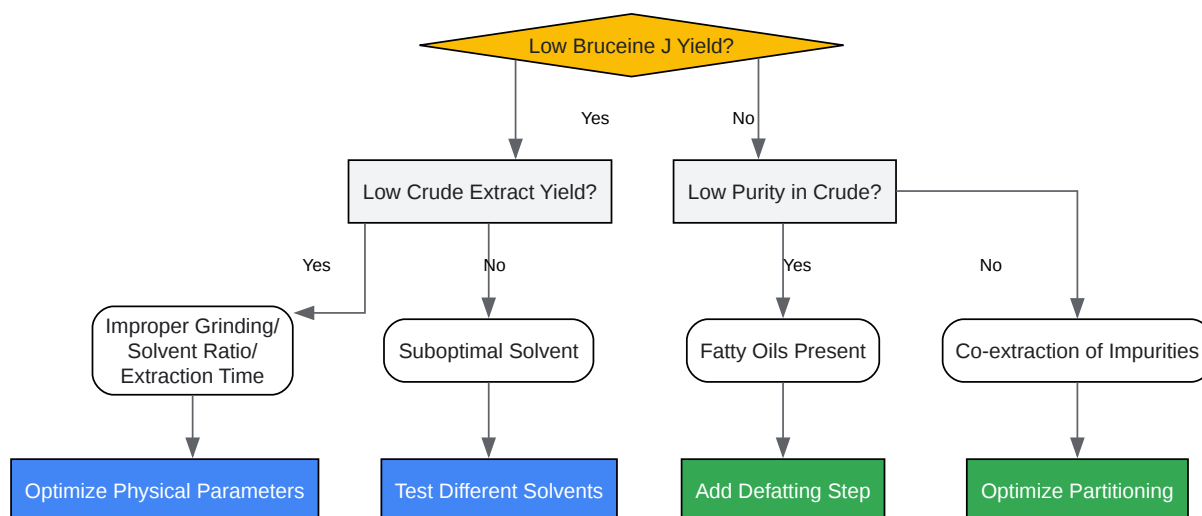 Low Bruceine J Yield?
Yes
No
Low Crude Extract Yield?
Low Purity in Crude?
Yes
No
Yes
No
Improper Grinding/
Solvent Ratio/
Extraction Time
Suboptimal Solvent
Fatty Oils Present
Co-extraction of Impurities
Optimize Physical Parameters
Test Different Solvents
Add Defatting Step
Optimize Partitioning